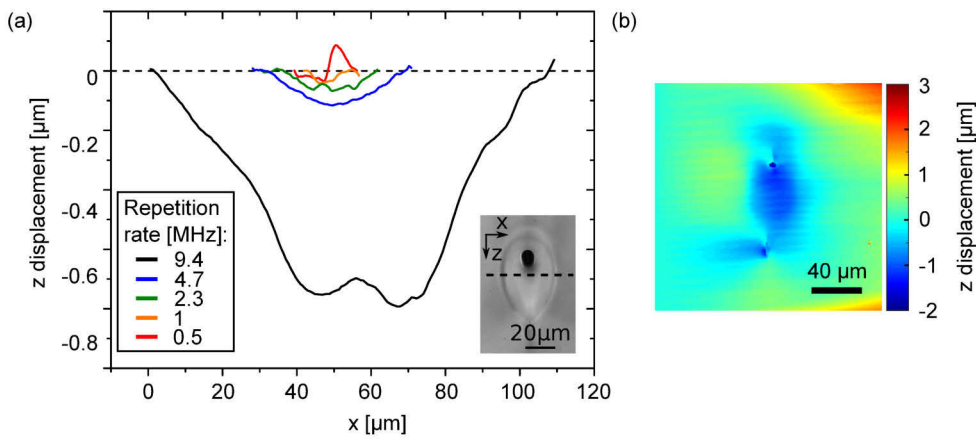 (a)
z displacement [µm]
0
-0.2
-0.4
-0.6
-0.8
Repetition
rate [MHz]:
9.4
4.7
2.3
1
0.5
x
z
20µm
0 20 40 60 80 100 120
x [µm]
(b)
40 µm
3
2
1
0
-1
-2
z displacement [µm]